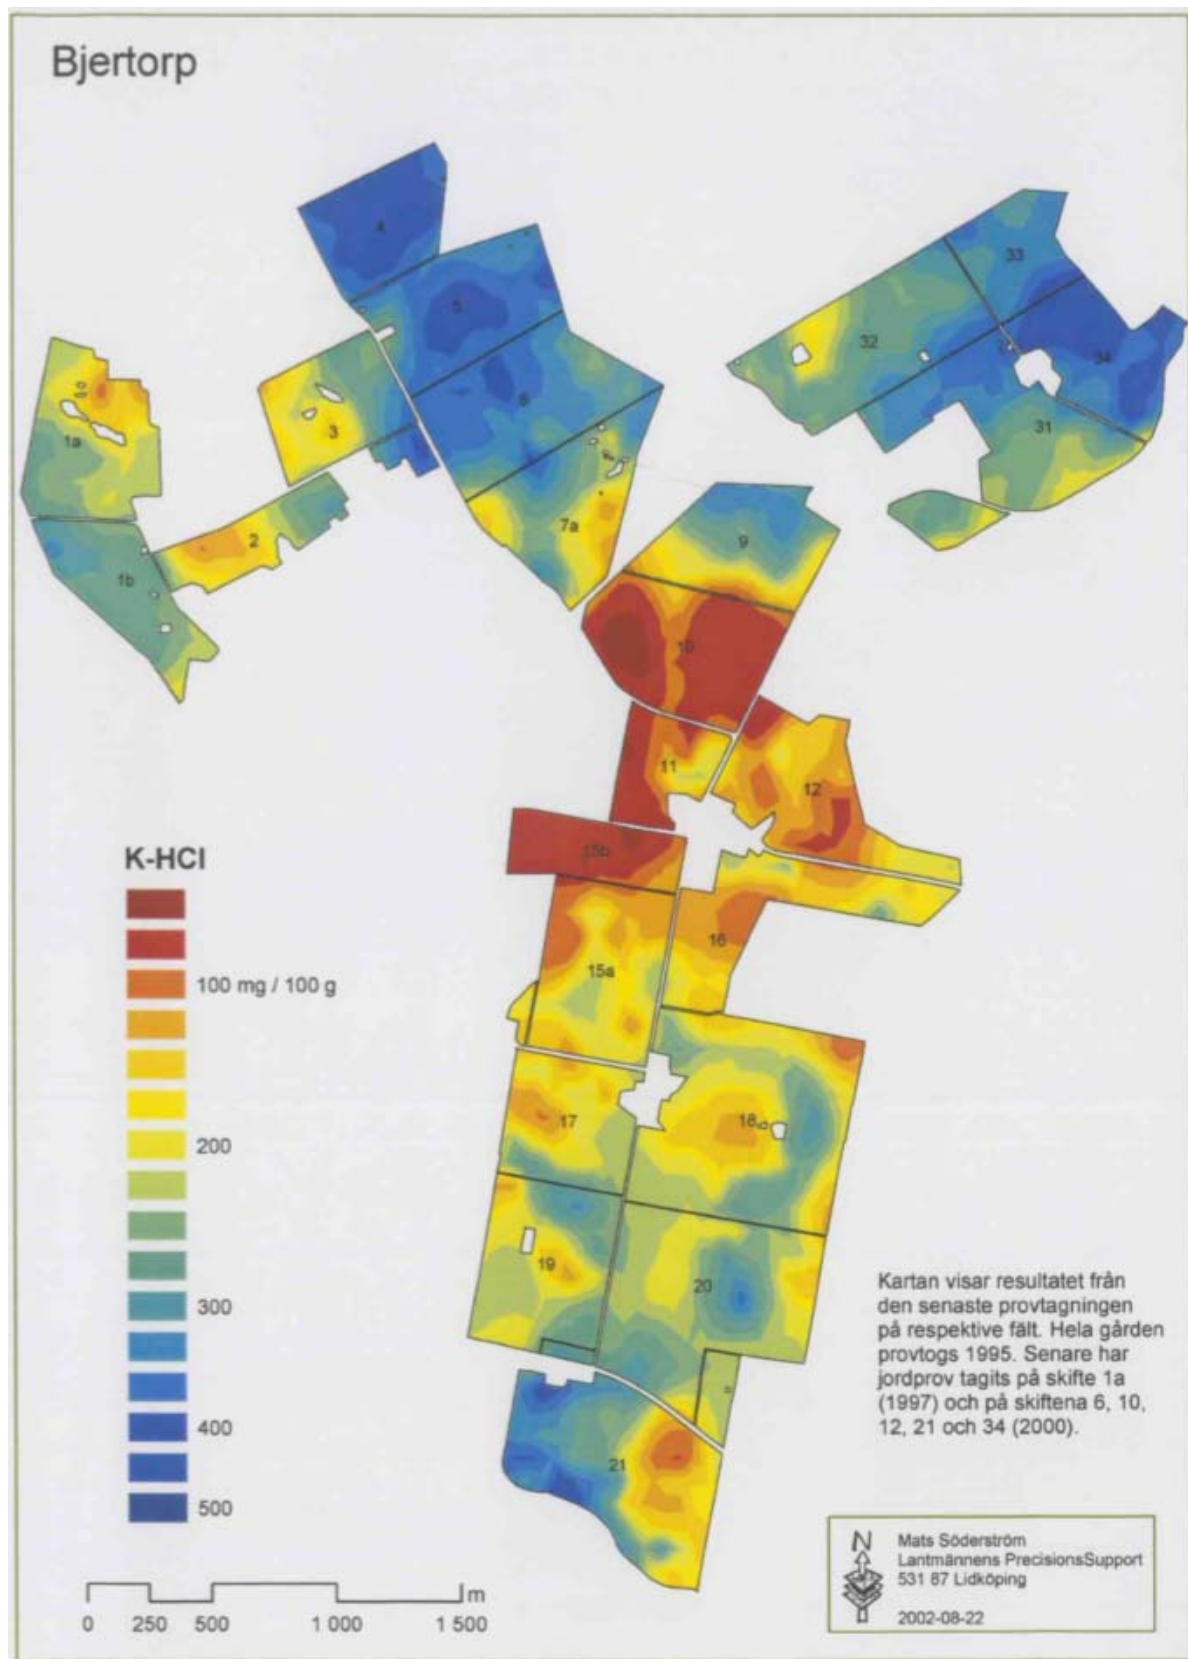 Bjertorp
4
5
33
32
34
6
3
31
1a
7a
2
9
1b
10
11
12
15b
K-HCl
16
100 mg / 100 g
15a
17
18
200
19
20
300
Kartan visar resultatet från
den senaste provtagningen
på respektive fält. Hela gården
provtogs 1995. Senare har
jordprov tagits på skifte 1a
(1997) och på skiftena 6, 10,
12, 21 och 34 (2000).
400
21
500
N
Mats Söderström
Lantmännens PrecisionsSupport
531 87 Lidköping
2002-08-22
m
0 250 500 1 000 1 500